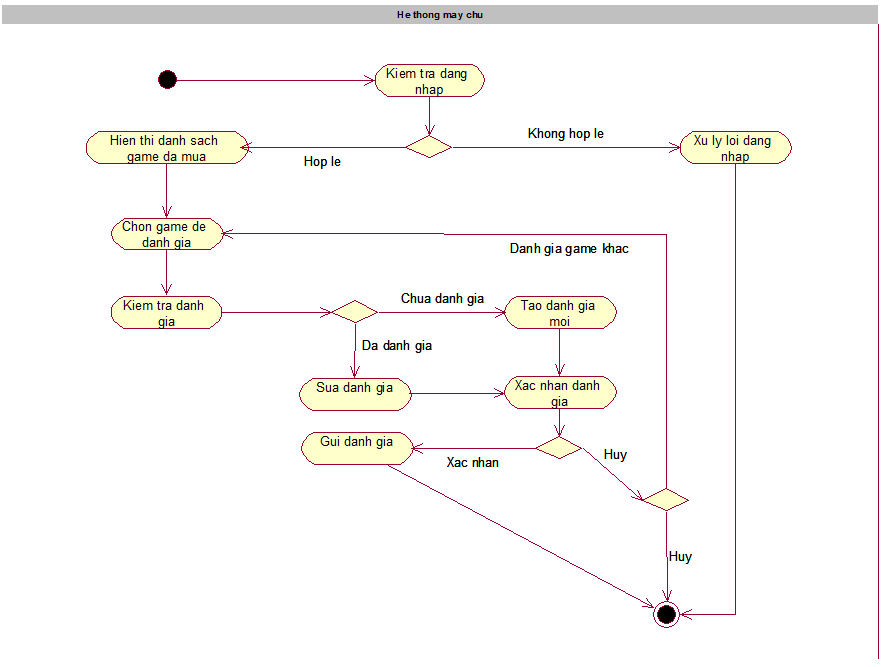 He thong may chu
Kiem tra dang
nhap
Khong hop le
Hien thi danh sach
game da mua
Hop le
Xu ly loi dang
nhap
Chon game de
danh gia
Danh gia game khac
Kiem tra danh
gia
Chua danh gia
Tao danh gia
moi
Da danh gia
Sua danh gia
Xac nhan danh
gia
Gui danh gia
Xac nhan
Huy
Huy